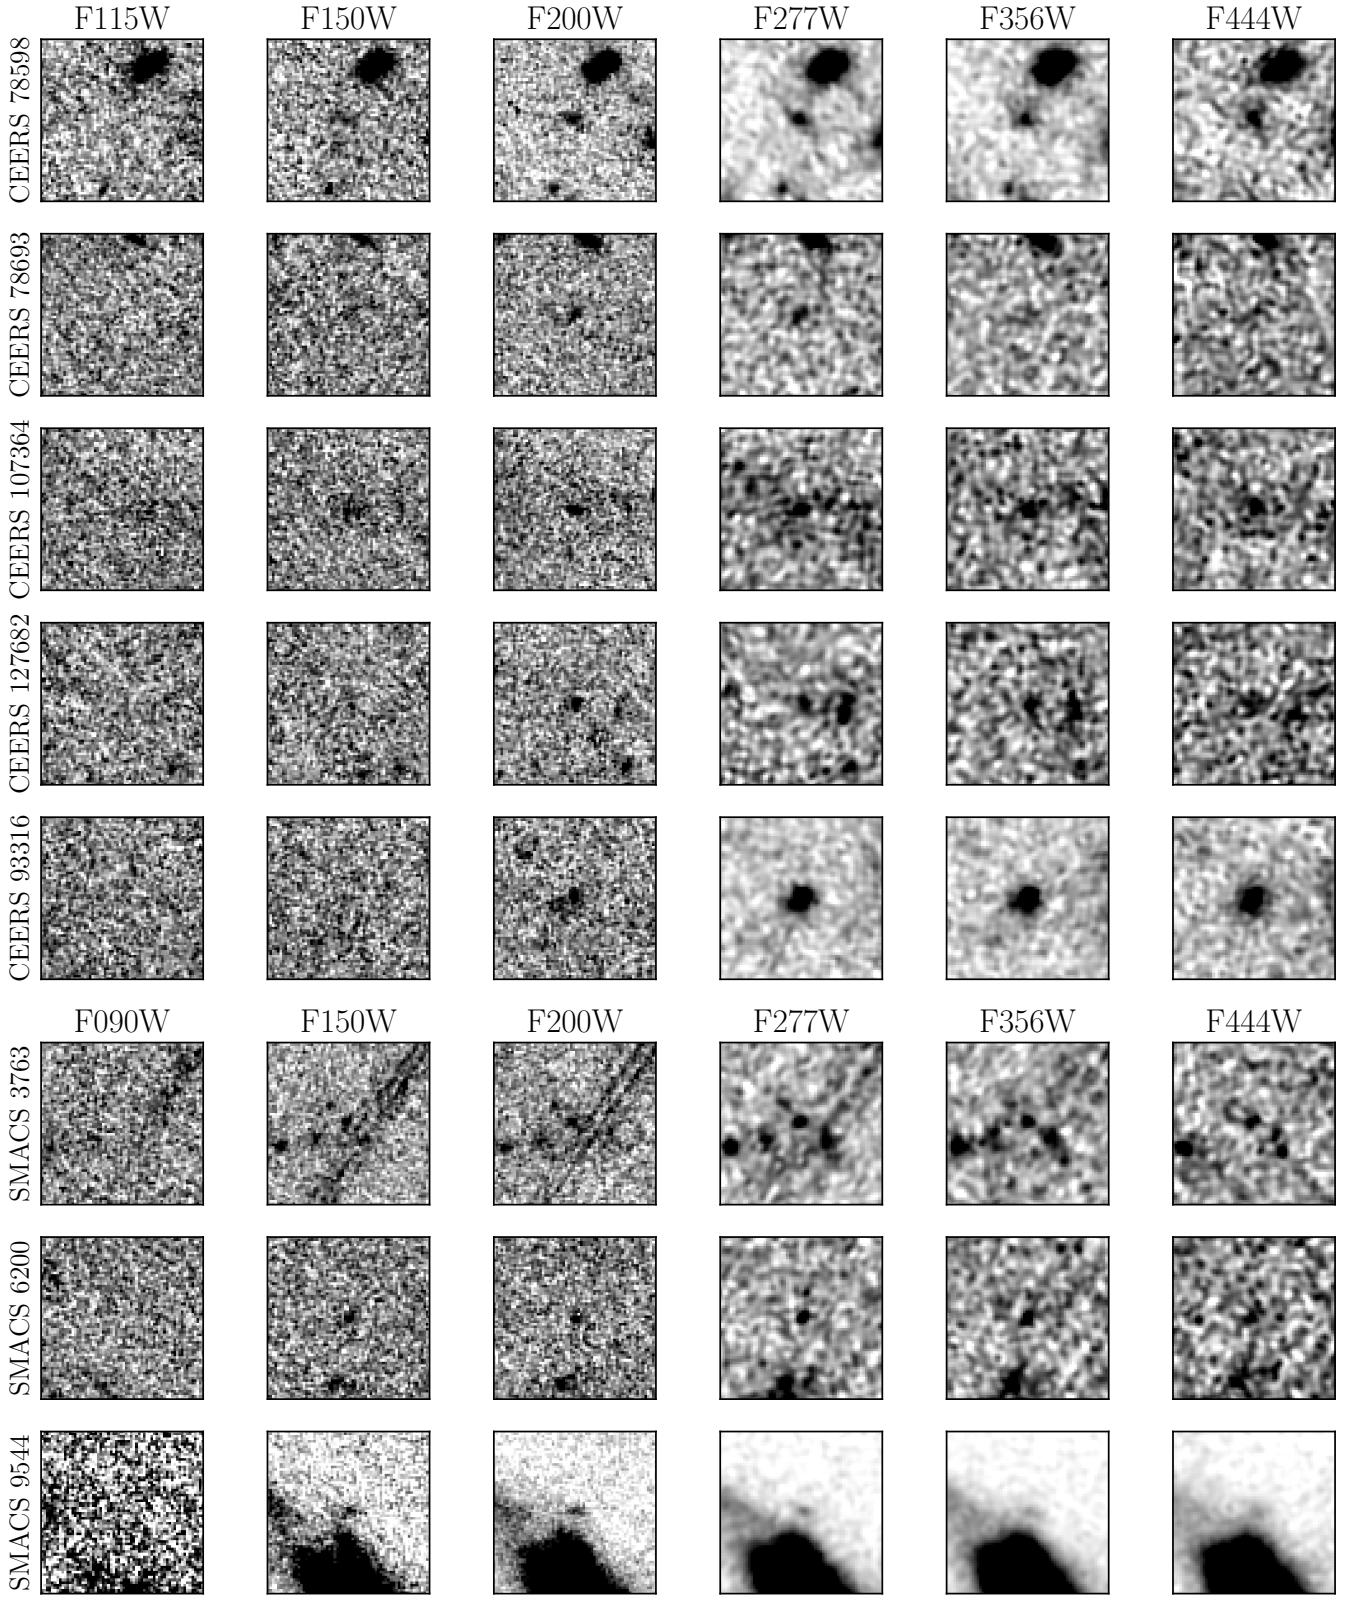 F115W F150W F200W F277W F356W F444W
CEERS 78598
CEERS 78693
CEERS 107364
CEERS 127682
CEERS 93316
F090W F150W F200W F277W F356W F444W
SMACS 3763
SMACS 6200
SMACS 9544